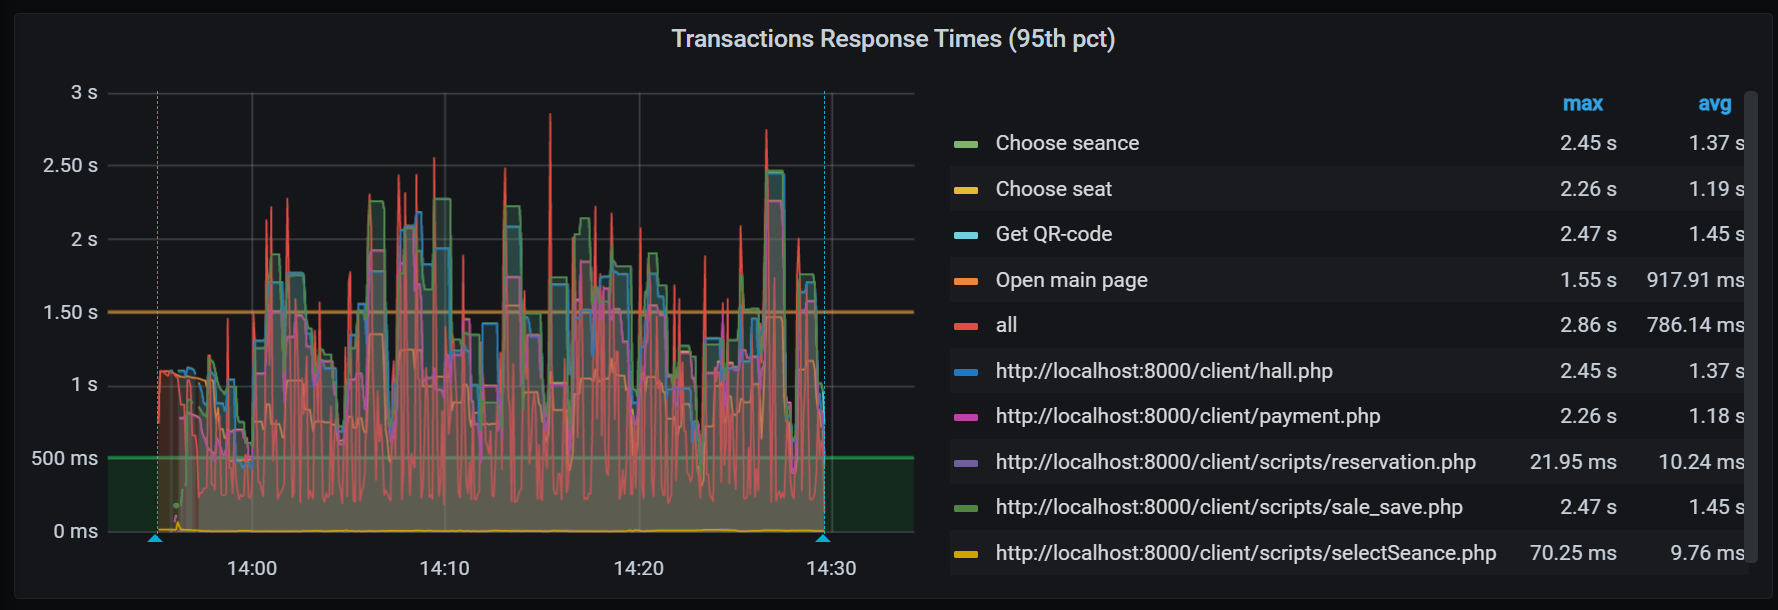 Transactions Response Times (95th pct)
3 s
2.50 s
2 s
1.50 s
1 s
500 ms
0 ms
14:00 14:10 14:20 14:30
max avg
Choose seance 2.45 s 1.37 s
Choose seat 2.26 s 1.19 s
Get QR-code 2.47 s 1.45 s
Open main page 1.55 s 917.91 ms
all 2.86 s 786.14 ms
http://localhost:8000/client/hall.php 2.45 s 1.37 s
http://localhost:8000/client/payment.php 2.26 s 1.18 s
http://localhost:8000/client/scripts/reservation.php 21.95 ms 10.24 ms
http://localhost:8000/client/scripts/sale_save.php 2.47 s 1.45 s
http://localhost:8000/client/scripts/selectSeance.php 70.25 ms 9.76 ms